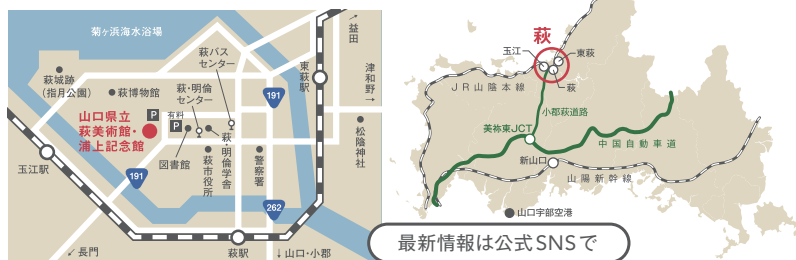 菊ヶ浜海水浴場
益田
萩バス
センター
萩城跡
(指月公園)
萩博物館
萩・明倫
センター
東萩駅
津和野
191
山口県立
萩美術館・
浦上記念館
P
有料
P
図書館
萩市役所
萩・明倫学舎
警察署
松陰神社
玉江駅
191
262
萩駅
長門
山口・小郡
萩
玉江
東萩
萩
JR山陰本線
小郡萩道路
美祢東JCT
中国自動車道
新山口
山陽新幹線
山口宇部空港
最新情報は公式SNSで